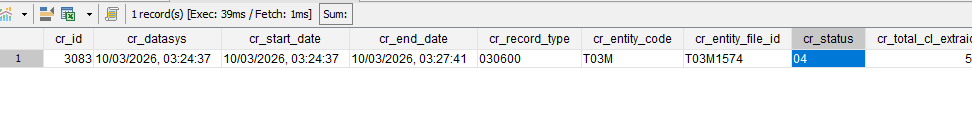 1 record(s) [Exec: 39ms / Fetch: 1ms] Sum:
cr_id cr_datasys cr_start_date cr_end_date cr_record_type cr_entity_code cr_entity_file_id cr_status cr_total_cl_extraic
1 3083 10/03/2026, 03:24:37 10/03/2026, 03:24:37 10/03/2026, 03:27:41 030600 T03M T03M1574 04 5